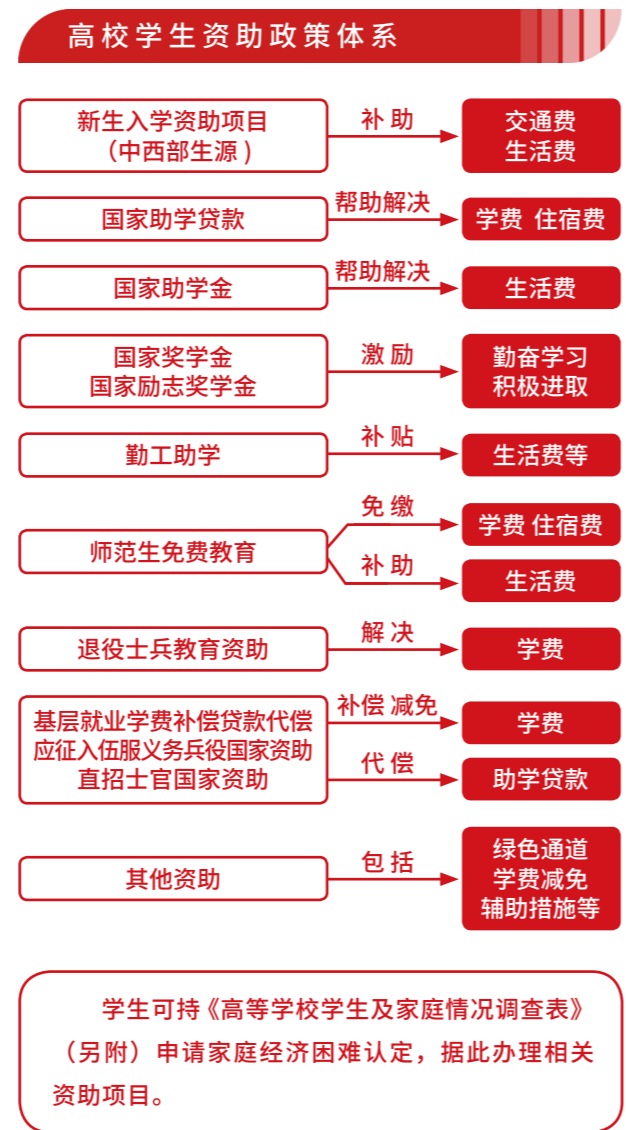 高校学生资助政策体系
新生入学资助项目
（中西部生源)
补助
交通费
生活费
国家助学贷款
帮助解决
学费 住宿费
国家助学金
帮助解决
生活费
国家奖学金
国家励志奖学金
激励
勤奋学习
积极进取
勤工助学
补贴
生活费等
师范生免费教育
免缴
学费 住宿费
补助
生活费
退役士兵教育资助
解决
学费
基层就业学费补偿贷款代偿
应征入伍服义务兵役国家资助
直招士官国家资助
补偿 减免
学费
代偿
助学贷款
其他资助
包括
绿色通道
学费减免
辅助措施等
学生可持《高等学校学生及家庭情况调查表》
（另附）申请家庭经济困难认定，据此办理相关
资助项目。